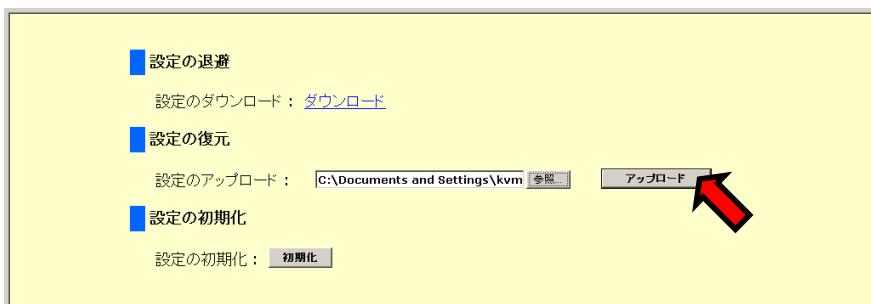 設定の退避
設定のダウンロード： ダウンロード
設定の復元
設定のアップロード： C:\Documents and Settings\kvm 参照... アップロード
設定の初期化
設定の初期化： 初期化